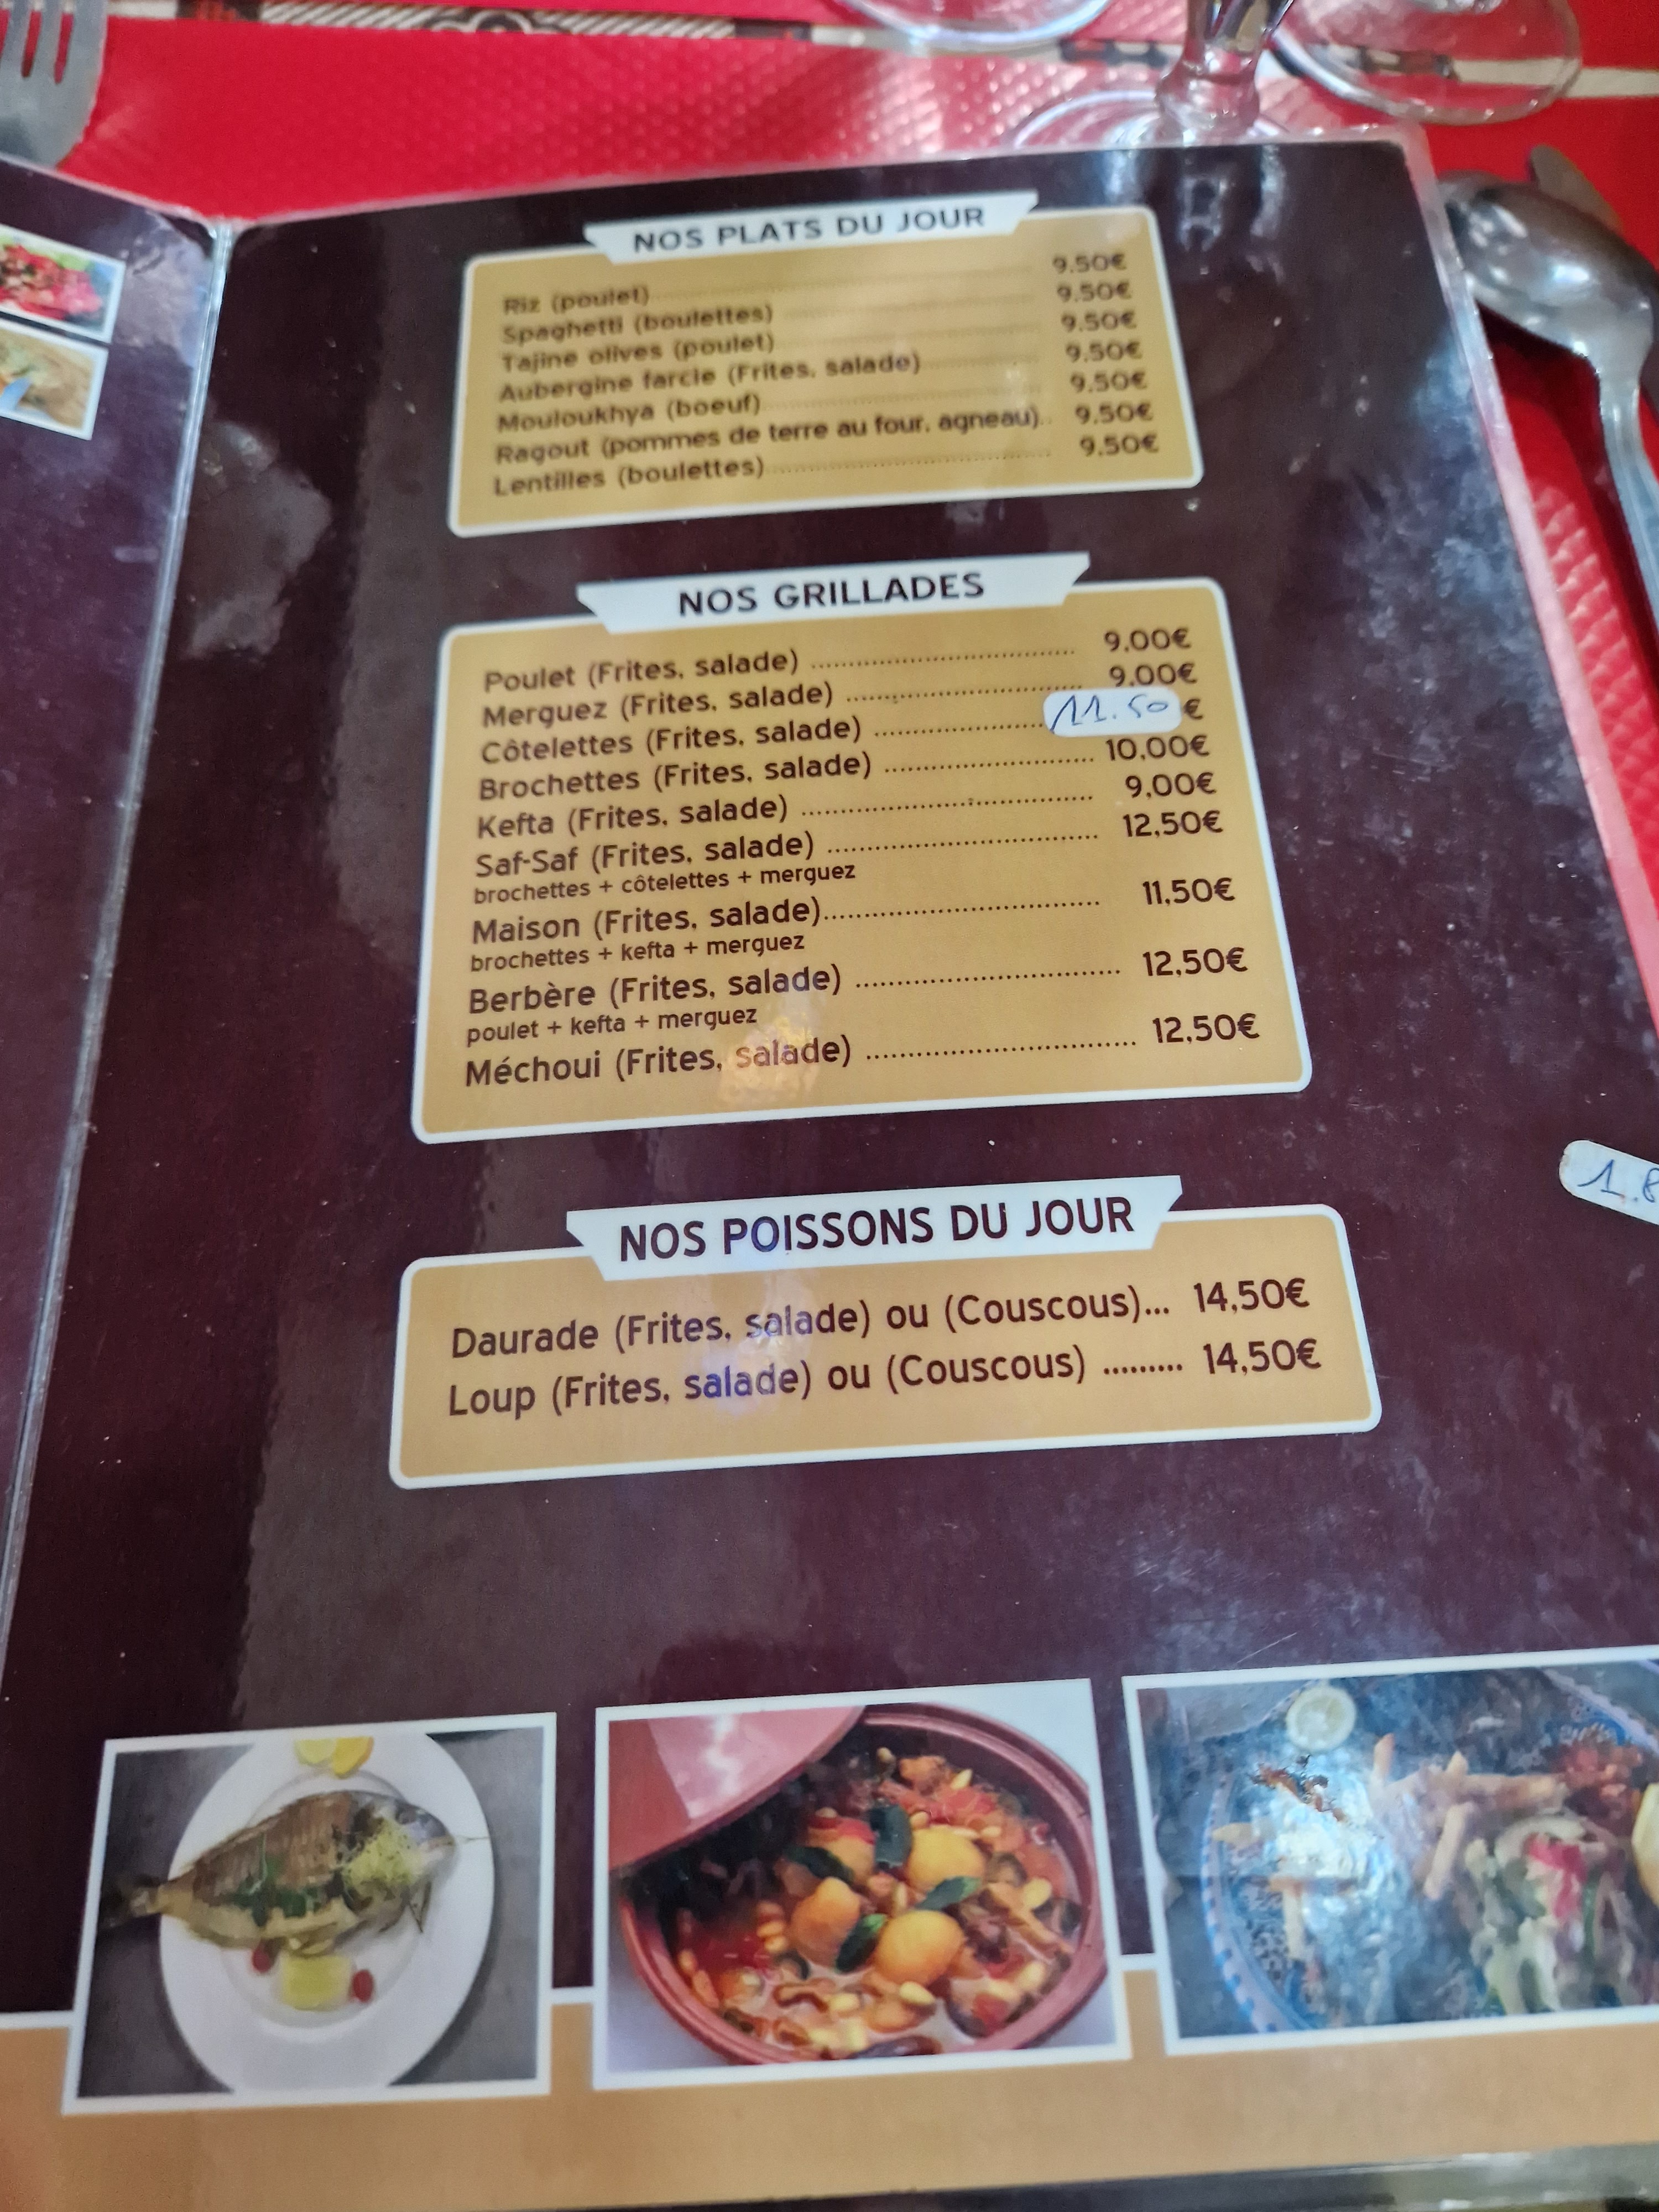 NOS PLATS DU JOUR
Riz (poulet) 9.50€
Spaghetti (boulettes) 9.50€
Tajine olives (poulet) 9.50€
Aubergine farcie (Frites, salade) 9.50€
Mouloukhya (boeuf) 9.50€
Ragout (pommes de terre au four, agneau).. 9.50€
Lentilles (boulettes) 9.50€
NOS GRILLADES
Poulet (Frites, salade) 9,00€
Merguez (Frites, salade) 9,00€
Côtelettes (Frites, salade) 11.50 €
Brochettes (Frites, salade) 10,00€
Kefta (Frites, salade) 9,00€
Saf-Saf (Frites, salade) 12,50€
brochettes + côtelettes + merguez
Maison (Frites, salade) 11,50€
brochettes + kefta + merguez
Berbère (Frites, salade) 12,50€
poulet + kefta + merguez
Méchoui (Frites, salade) 12,50€
1.8
NOS POISSONS DU JOUR
Daurade (Frites, salade) ou (Couscous)... 14,50€
Loup (Frites, salade) ou (Couscous) ......... 14,50€